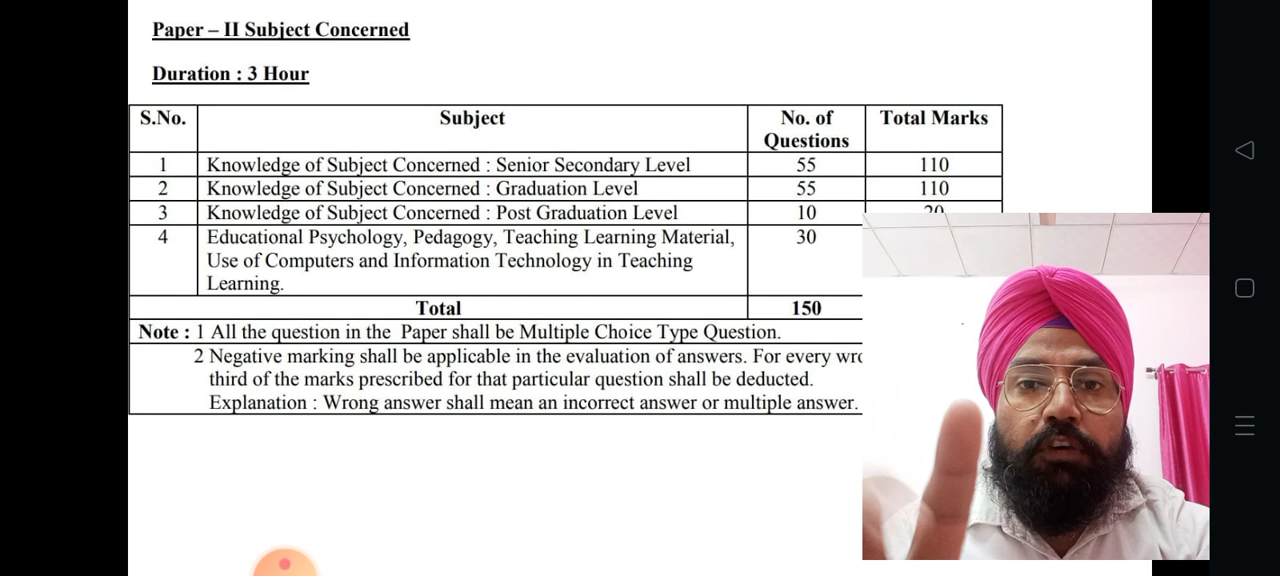 Paper – II Subject Concerned
Duration : 3 Hour
S.No. Subject No. of Questions Total Marks
1 Knowledge of Subject Concerned : Senior Secondary Level 55 110
2 Knowledge of Subject Concerned : Graduation Level 55 110
3 Knowledge of Subject Concerned : Post Graduation Level 10 20
4 Educational Psychology, Pedagogy, Teaching Learning Material, 30
Use of Computers and Information Technology in Teaching
Learning.
Total 150
Note : 1 All the question in the Paper shall be Multiple Choice Type Question.
2 Negative marking shall be applicable in the evaluation of answers. For every
third of the marks prescribed for that particular question shall be deducted.
Explanation : Wrong answer shall mean an incorrect answer or multiple answer.